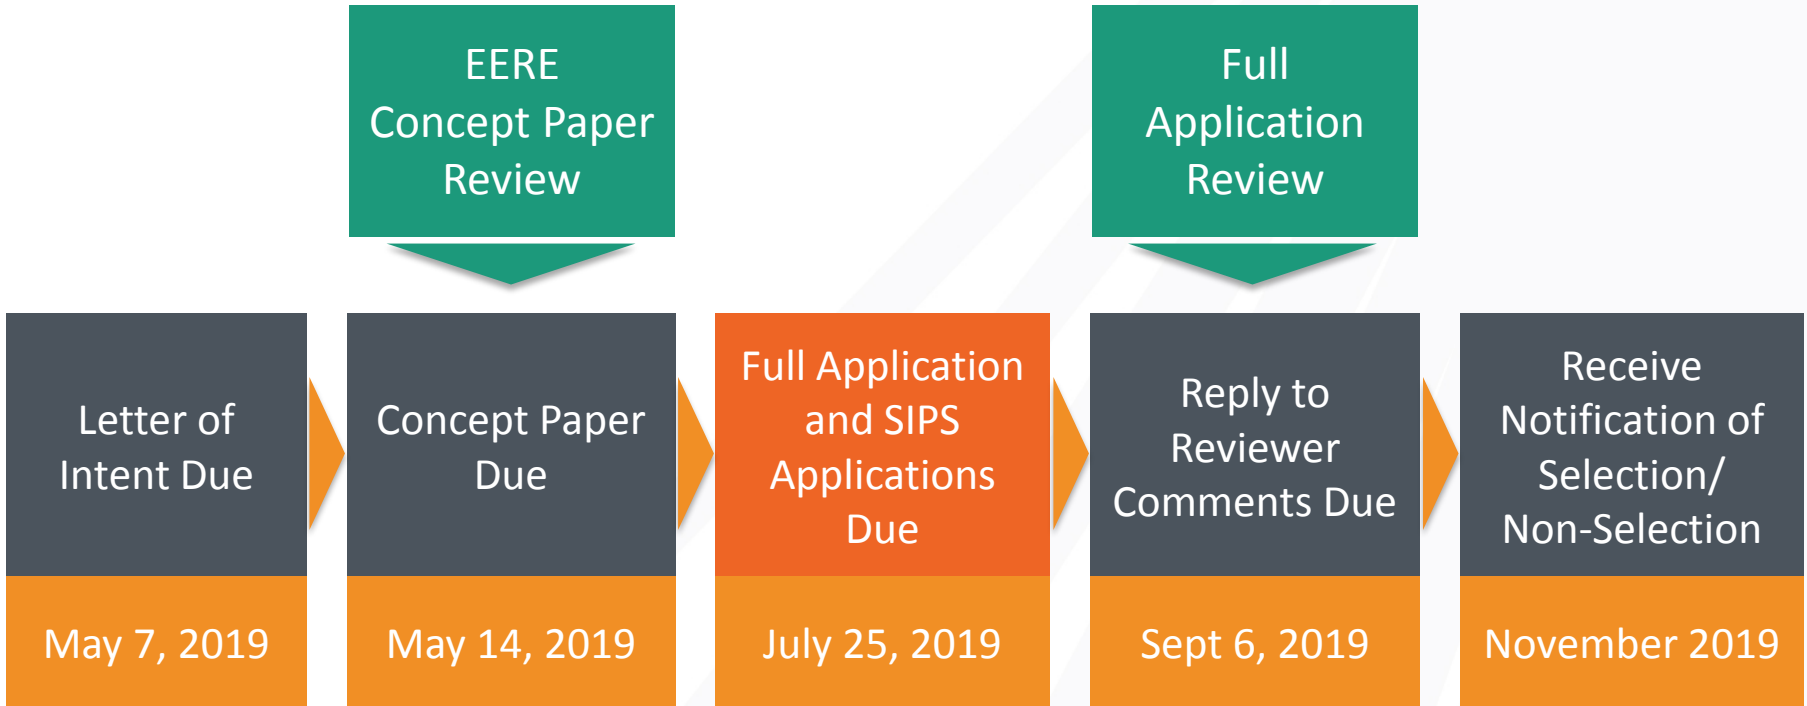 EERE
Concept Paper
Review
Full
Application
Review
Letter of
Intent Due
May 7, 2019
Concept Paper
Due
May 14, 2019
Full Application
and SIPS
Applications
Due
July 25, 2019
Reply to
Reviewer
Comments Due
Sept 6, 2019
Receive
Notification of
Selection/
Non-Selection
November 2019